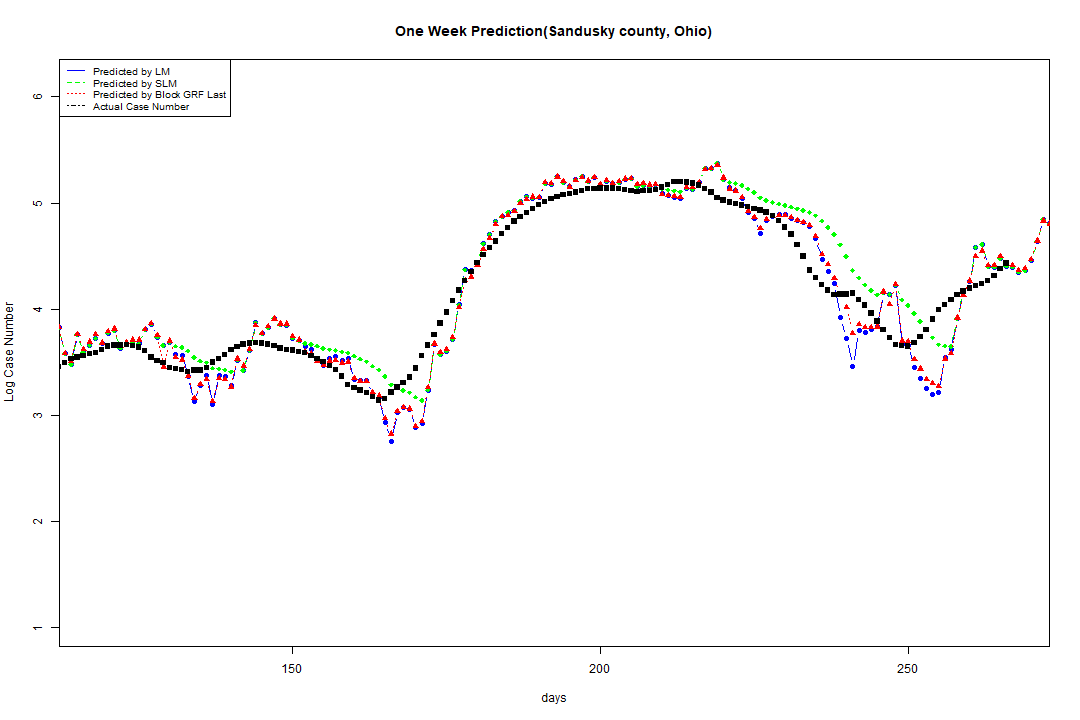 One Week Prediction(Sandusky county, Ohio)
Predicted by LM
Predicted by SLM
Predicted by Block GRF Last
Actual Case Number
6
5
4
3
2
1
Log Case Number
150 200 250
days